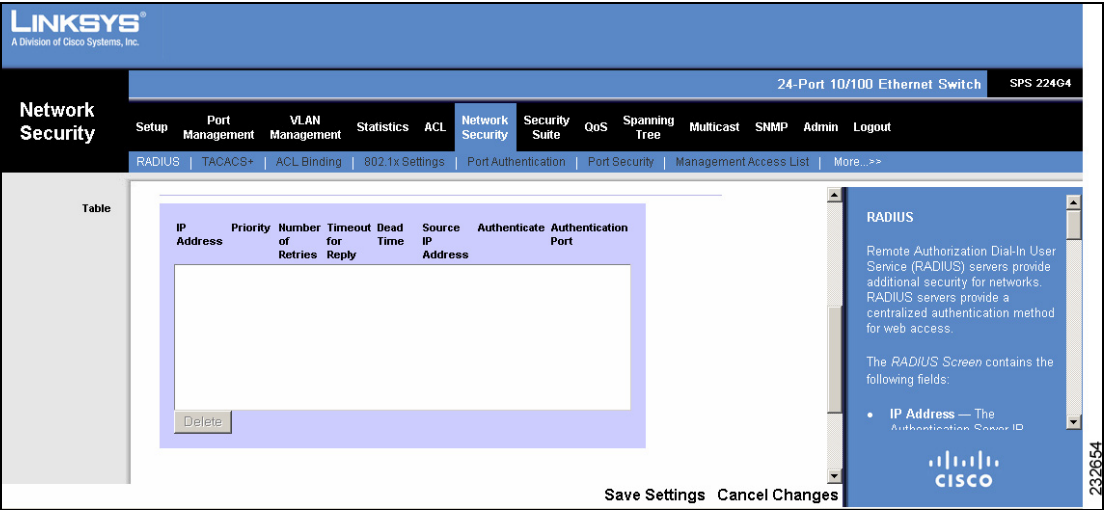 LINKSYS®
A Division of Cisco Systems, Inc.
24-Port 10/100 Ethernet Switch SPS 224G4
Network Security
Setup Port Management VLAN Management Statistics ACL Network Security Security Suite QoS Spanning Tree Multicast SNMP Admin Logout
RADIUS | TACACS+ | ACL Binding | 802.1x Settings | Port Authentication | Port Security | Management Access List | More...>>
Table
IP Address Priority Number of Retries Timeout for Reply Dead Time Source IP Address Authenticate Authentication Port
Delete
RADIUS
Remote Authorization Dial-In User
Service (RADIUS) servers provide
additional security for networks.
RADIUS servers provide a
centralized authentication method
for web access.
The RADIUS Screen contains the
following fields:
• IP Address — The
Authentication Server IP
CISCO
Save Settings Cancel Changes
232654